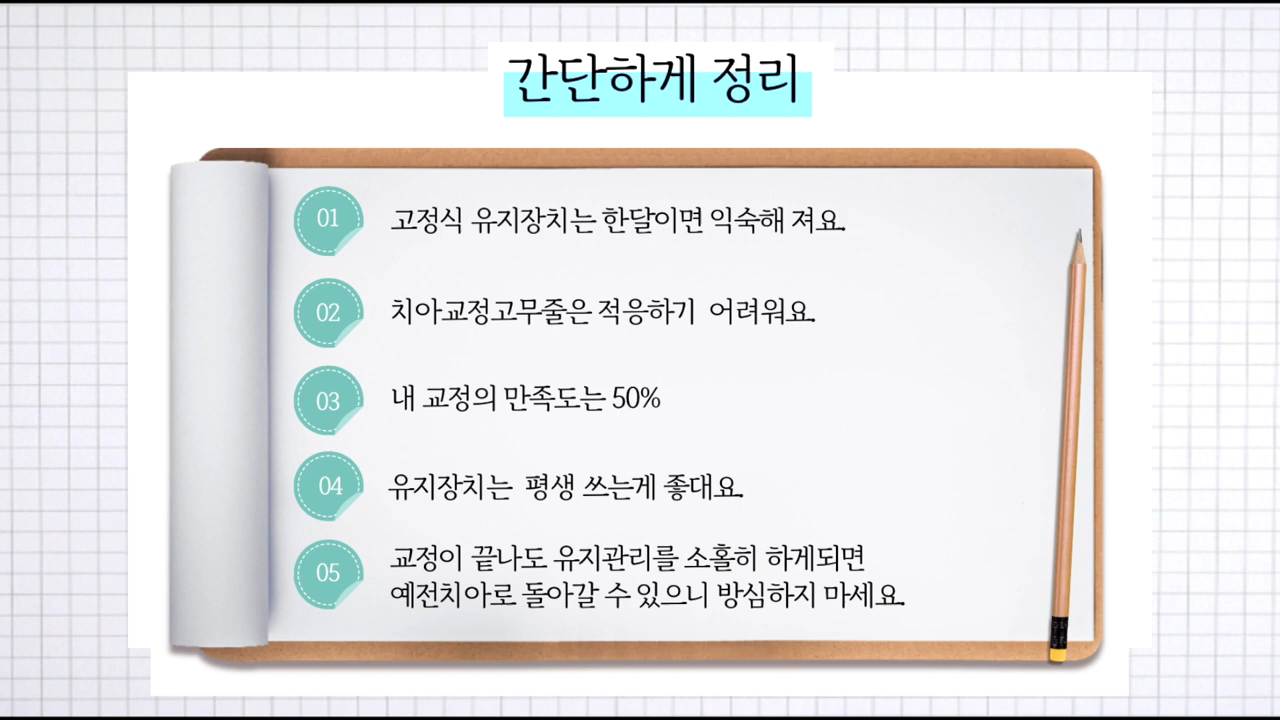 간단하게 정리
01 고정식 유지장치는 한달이면 익숙해 져요.
02 치아교정고무줄은 적응하기 어려워요.
03 내 교정의 만족도는 50%
04 유지장치는 평생 쓰는게 좋대요.
05 교정이 끝나도 유지관리를 소홀히 하게되면
예전치아로 돌아갈 수 있으니 방심하지 마세요.